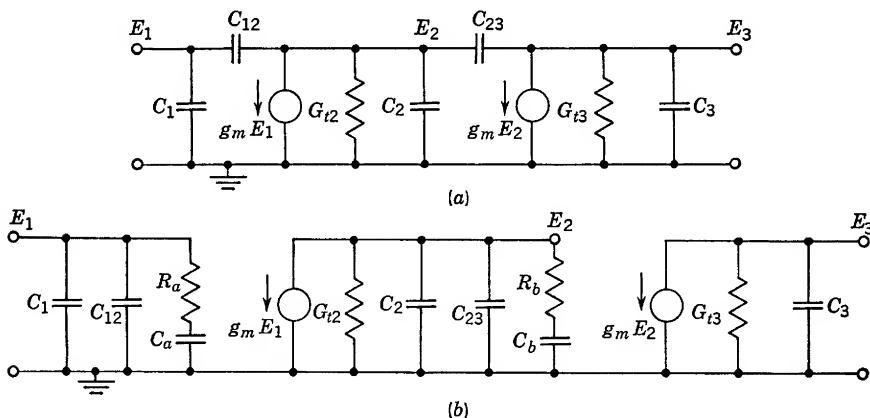 E1 C12 E2 C23 E3
C1 gmE1 Gt2 C2 gmE2 Gt3 C3
(a)
E1 E2 E3
C1 C12 Ra Ca gmE1 Gt2 C2 C23 Rb Cb gmE2 Gt3 C3
(b)